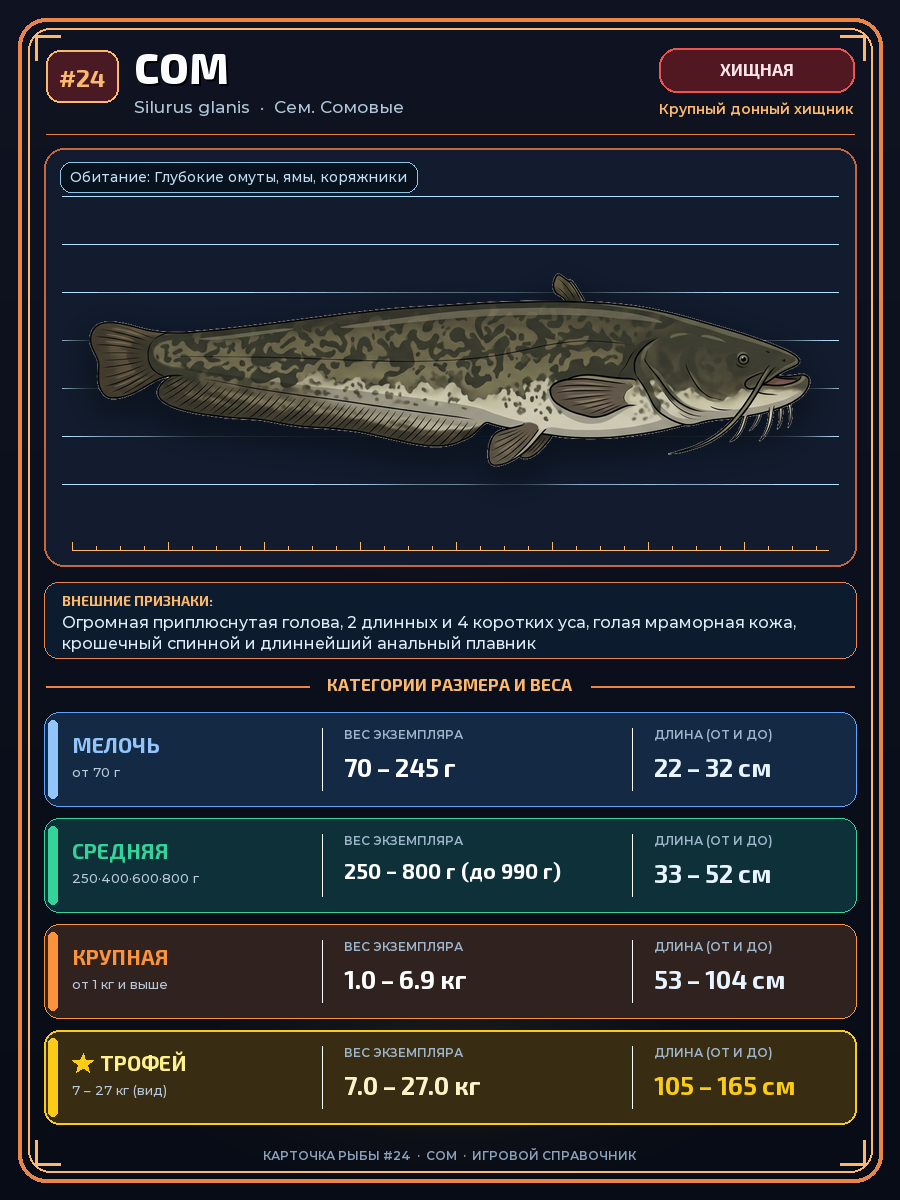 #24
СОМ
Silurus glanis · Сем. Сомовые
ХИЩНАЯ
Крупный донный хищник
Обитание: Глубокие омуты, ямы, коряжники
ВНЕШНИЕ ПРИЗНАКИ:
Огромная приплюснутая голова, 2 длинных и 4 коротких уса, голая мраморная кожа,
крошечный спинной и длиннейший анальный плавник
КАТЕГОРИИ РАЗМЕРА И ВЕСА
МЕЛОЧЬ
от 70 г
ВЕС ЭКЗЕМПЛЯРА
70 – 245 г
ДЛИНА (ОТ И ДО)
22 – 32 см
СРЕДНЯЯ
250·400·600·800 г
ВЕС ЭКЗЕМПЛЯРА
250 – 800 г (до 990 г)
ДЛИНА (ОТ И ДО)
33 – 52 см
КРУПНАЯ
от 1 кг и выше
ВЕС ЭКЗЕМПЛЯРА
1.0 – 6.9 кг
ДЛИНА (ОТ И ДО)
53 – 104 см
★ ТРОФЕЙ
7 – 27 кг (вид)
ВЕС ЭКЗЕМПЛЯРА
7.0 – 27.0 кг
ДЛИНА (ОТ И ДО)
105 – 165 см
КАРТОЧКА РЫБЫ #24 · СОМ · ИГРОВОЙ СПРАВОЧНИК